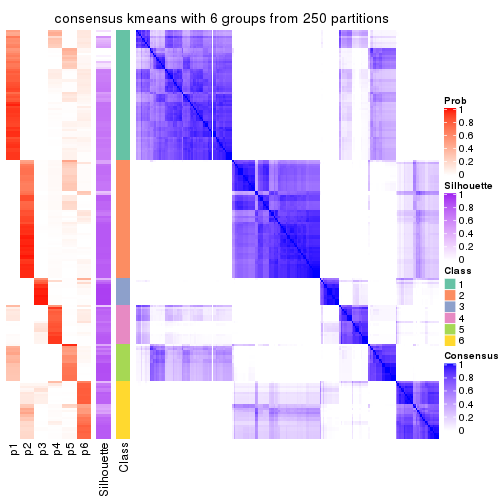 consensus kmeans with 6 groups from 250 partitions
Prob
1
0.8
0.6
0.4
0.2
0
Silhouette
1
0.8
0.6
0.4
0.2
0
Class
1
2
3
4
5
6
Consensus
1
0.8
0.6
0.4
0.2
0
p1
p2
p3
p4
p5
p6
Silhouette
Class